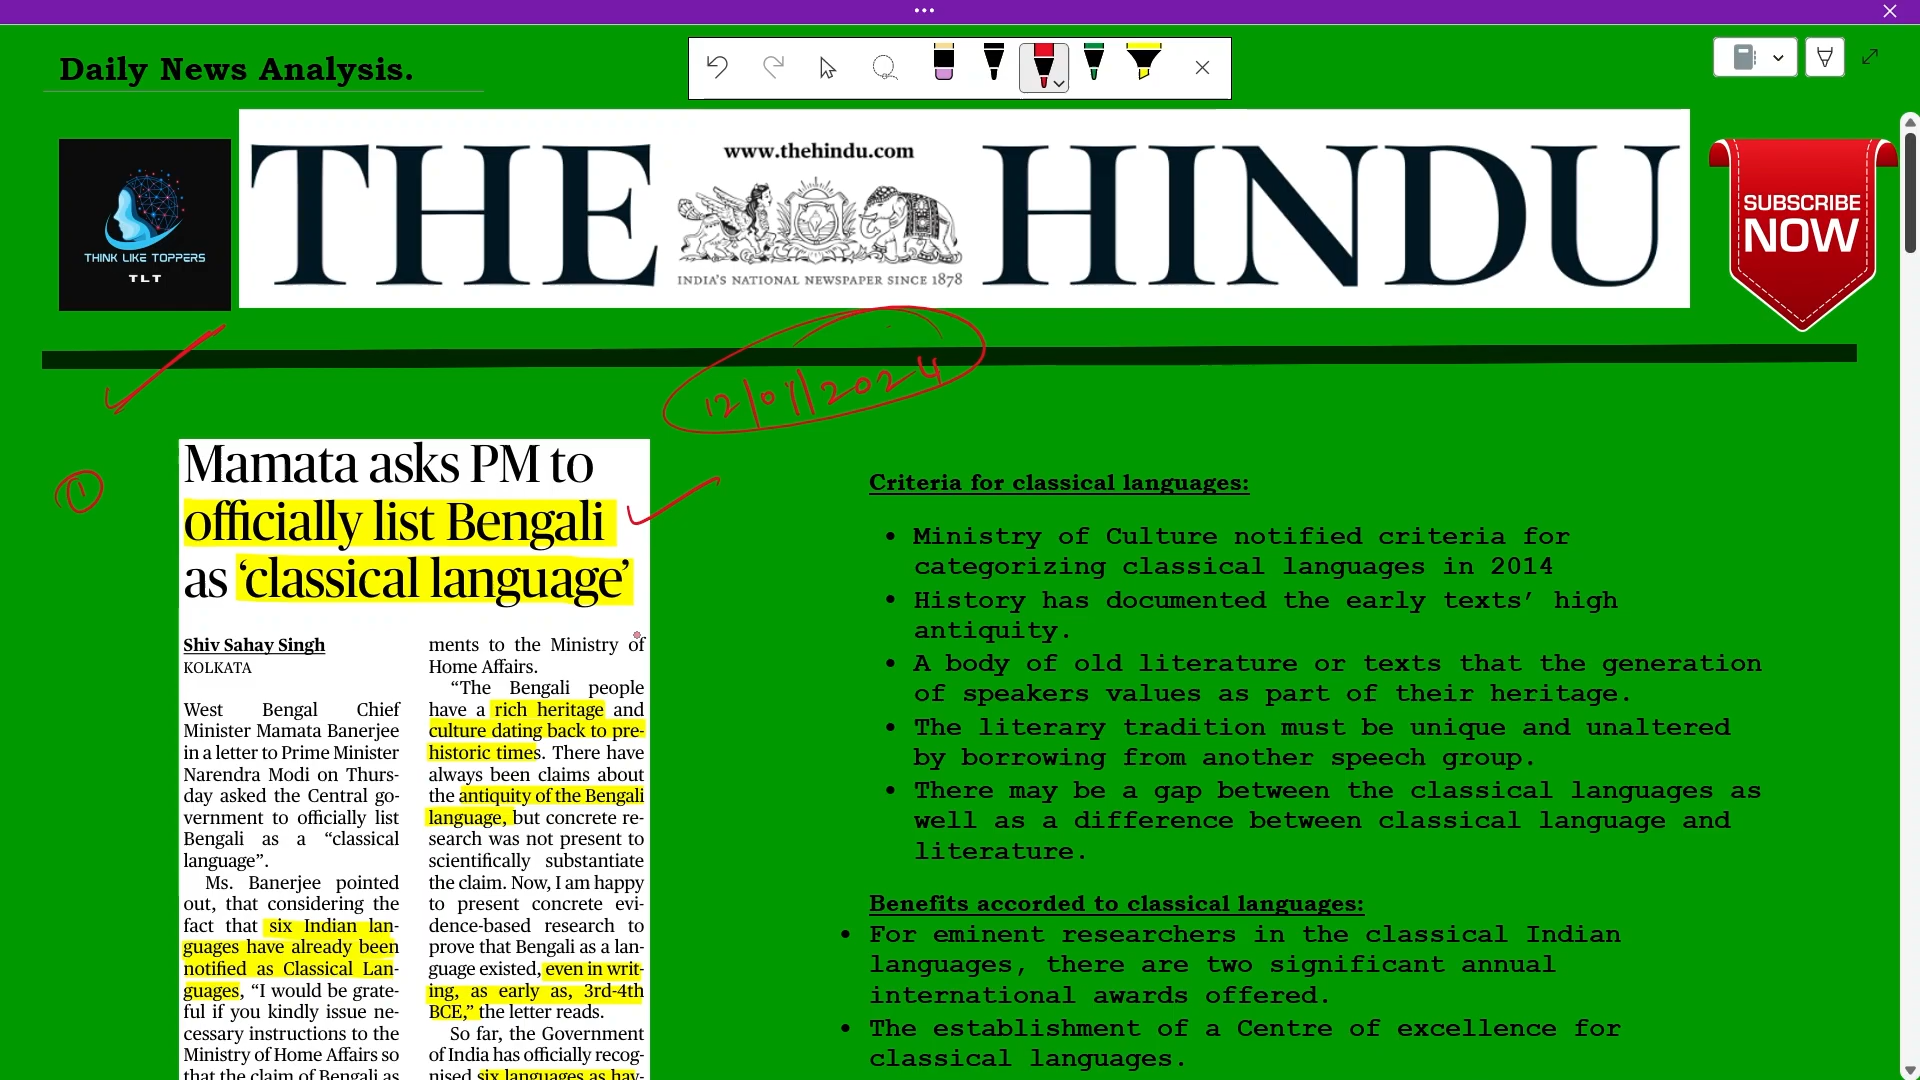 Daily News Analysis.
THINK LIKE TOPPERS
TLT
THE HINDU
www.thehindu.com
INDIA'S NATIONAL NEWSPAPER SINCE 1878
SUBSCRIBE
NOW
12/01/2024
1
Mamata asks PM to
officially list Bengali
as ‘classical language’
Shiv Sahay Singh
KOLKATA
West Bengal Chief
Minister Mamata Banerjee
in a letter to Prime Minister
Narendra Modi on Thurs-
day asked the Central go-
vernment to officially list
Bengali as a “classical
language”.
Ms. Banerjee pointed
out, that considering the
fact that six Indian lan-
guages have already been
notified as Classical Lan-
guages, “I would be grate-
ful if you kindly issue ne-
cessary instructions to the
Ministry of Home Affairs so
that the claim of Bengali as
ments to the Ministry of
Home Affairs.
“The Bengali people
have a rich heritage and
culture dating back to pre-
historic times. There have
always been claims about
the antiquity of the Bengali
language, but concrete re-
search was not present to
scientifically substantiate
the claim. Now, I am happy
to present concrete evi-
dence-based research to
prove that Bengali as a lan-
guage existed, even in writ-
ing, as early as, 3rd-4th
BCE,” the letter reads.
So far, the Government
of India has officially recog-
nised six languages as hav-
Criteria for classical languages:
• Ministry of Culture notified criteria for
categorizing classical languages in 2014
• History has documented the early texts’ high
antiquity.
• A body of old literature or texts that the generation
of speakers values as part of their heritage.
• The literary tradition must be unique and unaltered
by borrowing from another speech group.
• There may be a gap between the classical languages as
well as a difference between classical language and
literature.
Benefits accorded to classical languages:
• For eminent researchers in the classical Indian
languages, there are two significant annual
international awards offered.
• The establishment of a Centre of excellence for
classical languages.